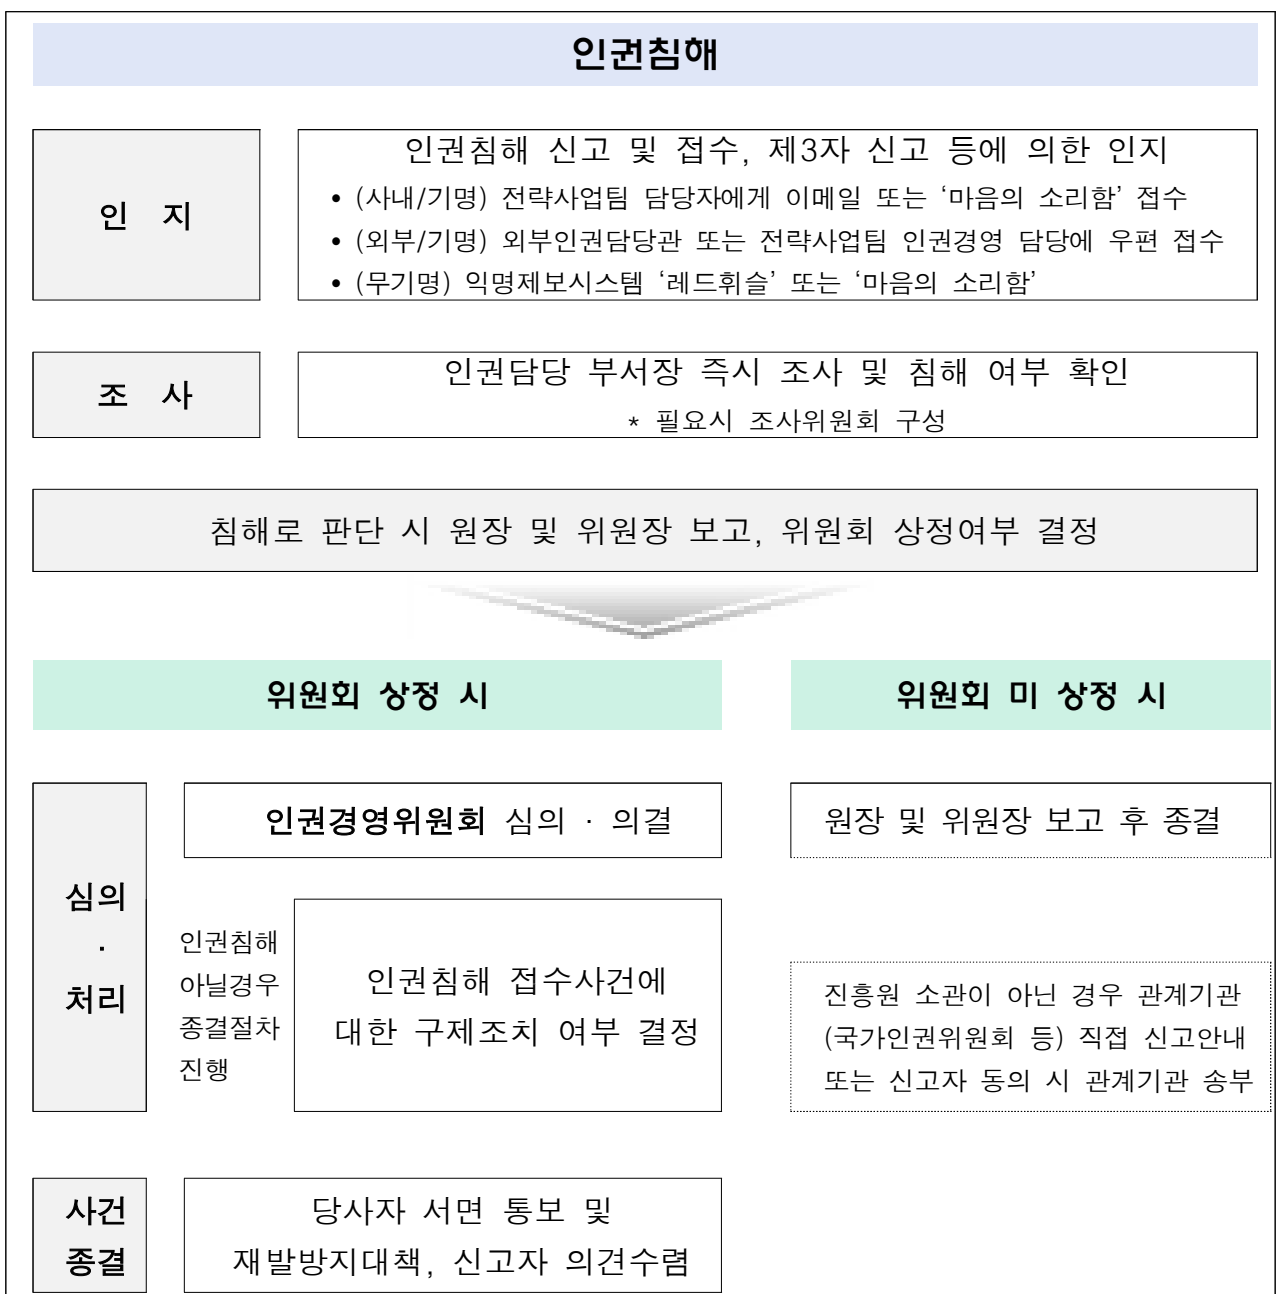 인권침해
인 지
인권침해 신고 및 접수, 제3자 신고 등에 의한 인지
• (사내/기명) 전략사업팀 담당자에게 이메일 또는 ‘마음의 소리함’ 접수
• (외부/기명) 외부인권담당관 또는 전략사업팀 인권경영 담당에 우편 접수
• (무기명) 익명제보시스템 ‘레드휘슬’ 또는 ‘마음의 소리함’
조 사
인권담당 부서장 즉시 조사 및 침해 여부 확인
* 필요시 조사위원회 구성
침해로 판단 시 원장 및 위원장 보고, 위원회 상정여부 결정
위원회 상정 시
위원회 미 상정 시
심의
·
처리
인권경영위원회 심의 · 의결
인권침해
아닐경우
종결절차
진행
인권침해 접수사건에
대한 구제조치 여부 결정
원장 및 위원장 보고 후 종결
진흥원 소관이 아닌 경우 관계기관
(국가인권위원회 등) 직접 신고안내
또는 신고자 동의 시 관계기관 송부
사건
종결
당사자 서면 통보 및
재발방지대책, 신고자 의견수렴